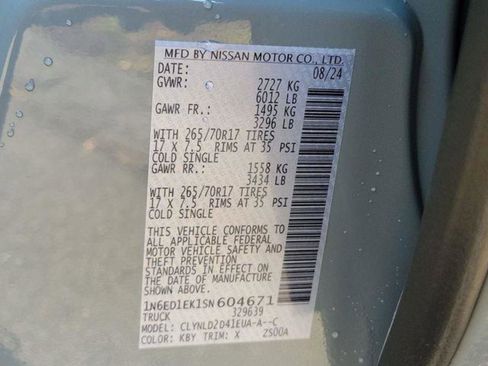 MFD BY NISSAN MOTOR CO., LTD.
DATE: 08/24
GVWR: 2727 KG
6012 LB
GAWR FR.: 1495 KG
3296 LB
WITH 265/70R17 TIRES
17 X 7.5 RIMS AT 35 PSI
COLD SINGLE
GAWR RR.: 1558 KG
3434 LB
WITH 265/70R17 TIRES
17 X 7.5 RIMS AT 35 PSI
COLD SINGLE
THIS VEHICLE CONFORMS TO
ALL APPLICABLE FEDERAL
MOTOR VEHICLE SAFETY AND
THEFT PREVENTION
STANDARDS IN EFFECT ON
THE DATE OF MANUFACTURE
SHOWN ABOVE
1N6ED1EK1SN604671
TRUCK 329639
MODEL: CLYNLD2D41EUA-A--C
COLOR: KBY TRIM: X 2500A